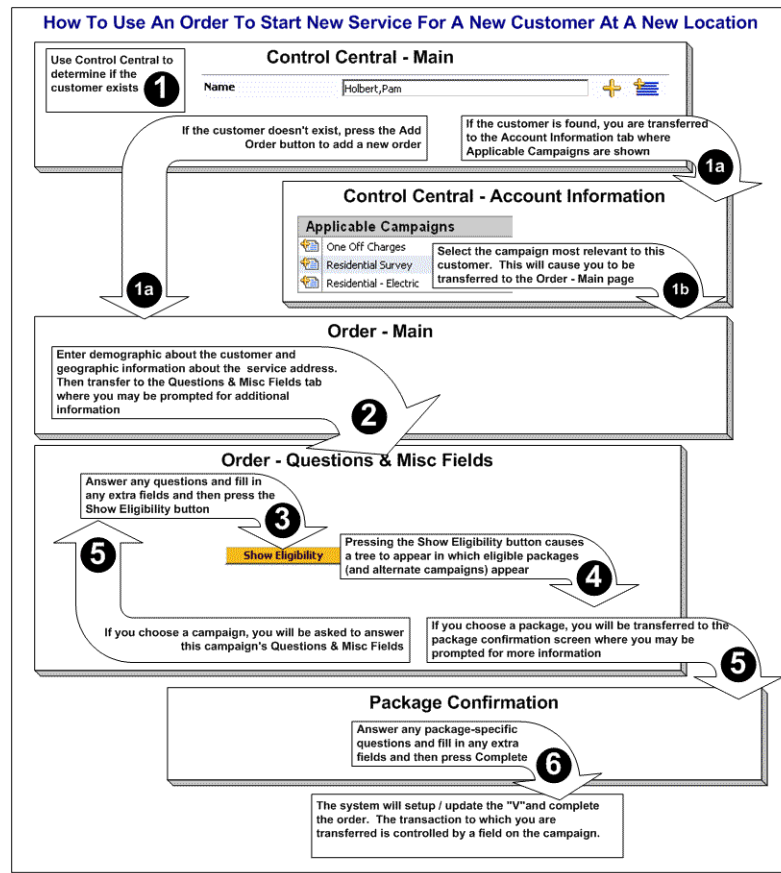 How To Use An Order To Start New Service For A New Customer At A New Location
Control Central - Main
Use Control Central to
determine if the
customer exists
1
Name
Holbert,Pam
If the customer doesn't exist, press the Add
Order button to add a new order
If the customer is found, you are transferred
to the Account Information tab where
Applicable Campaigns are shown
1a
Control Central - Account Information
Applicable Campaigns
One Off Charges
Residential Survey
Residential - Electric
Select the campaign most relevant to this
customer. This will cause you to be
transferred to the Order - Main page
1a
1b
Order - Main
Enter demographic about the customer and
geographic information about the service address.
Then transfer to the Questions & Misc Fields tab
where you may be prompted for additional
information
2
Order - Questions & Misc Fields
Answer any questions and fill in
any extra fields and then press the
Show Eligibility button
3
Show Eligibility
Pressing the Show Eligibility button causes
a tree to appear in which eligible packages
(and alternate campaigns) appear
4
5
If you choose a campaign, you will be asked to answer
this campaign's Questions & Misc Fields
If you choose a package, you will be transferred to the
package confirmation screen where you may be
prompted for more information
5
Package Confirmation
Answer any package-specific
questions and fill in any extra
fields and then press Complete
6
The system will setup / update the "V"and complete
the order. The transaction to which you are
transferred is controlled by a field on the campaign.